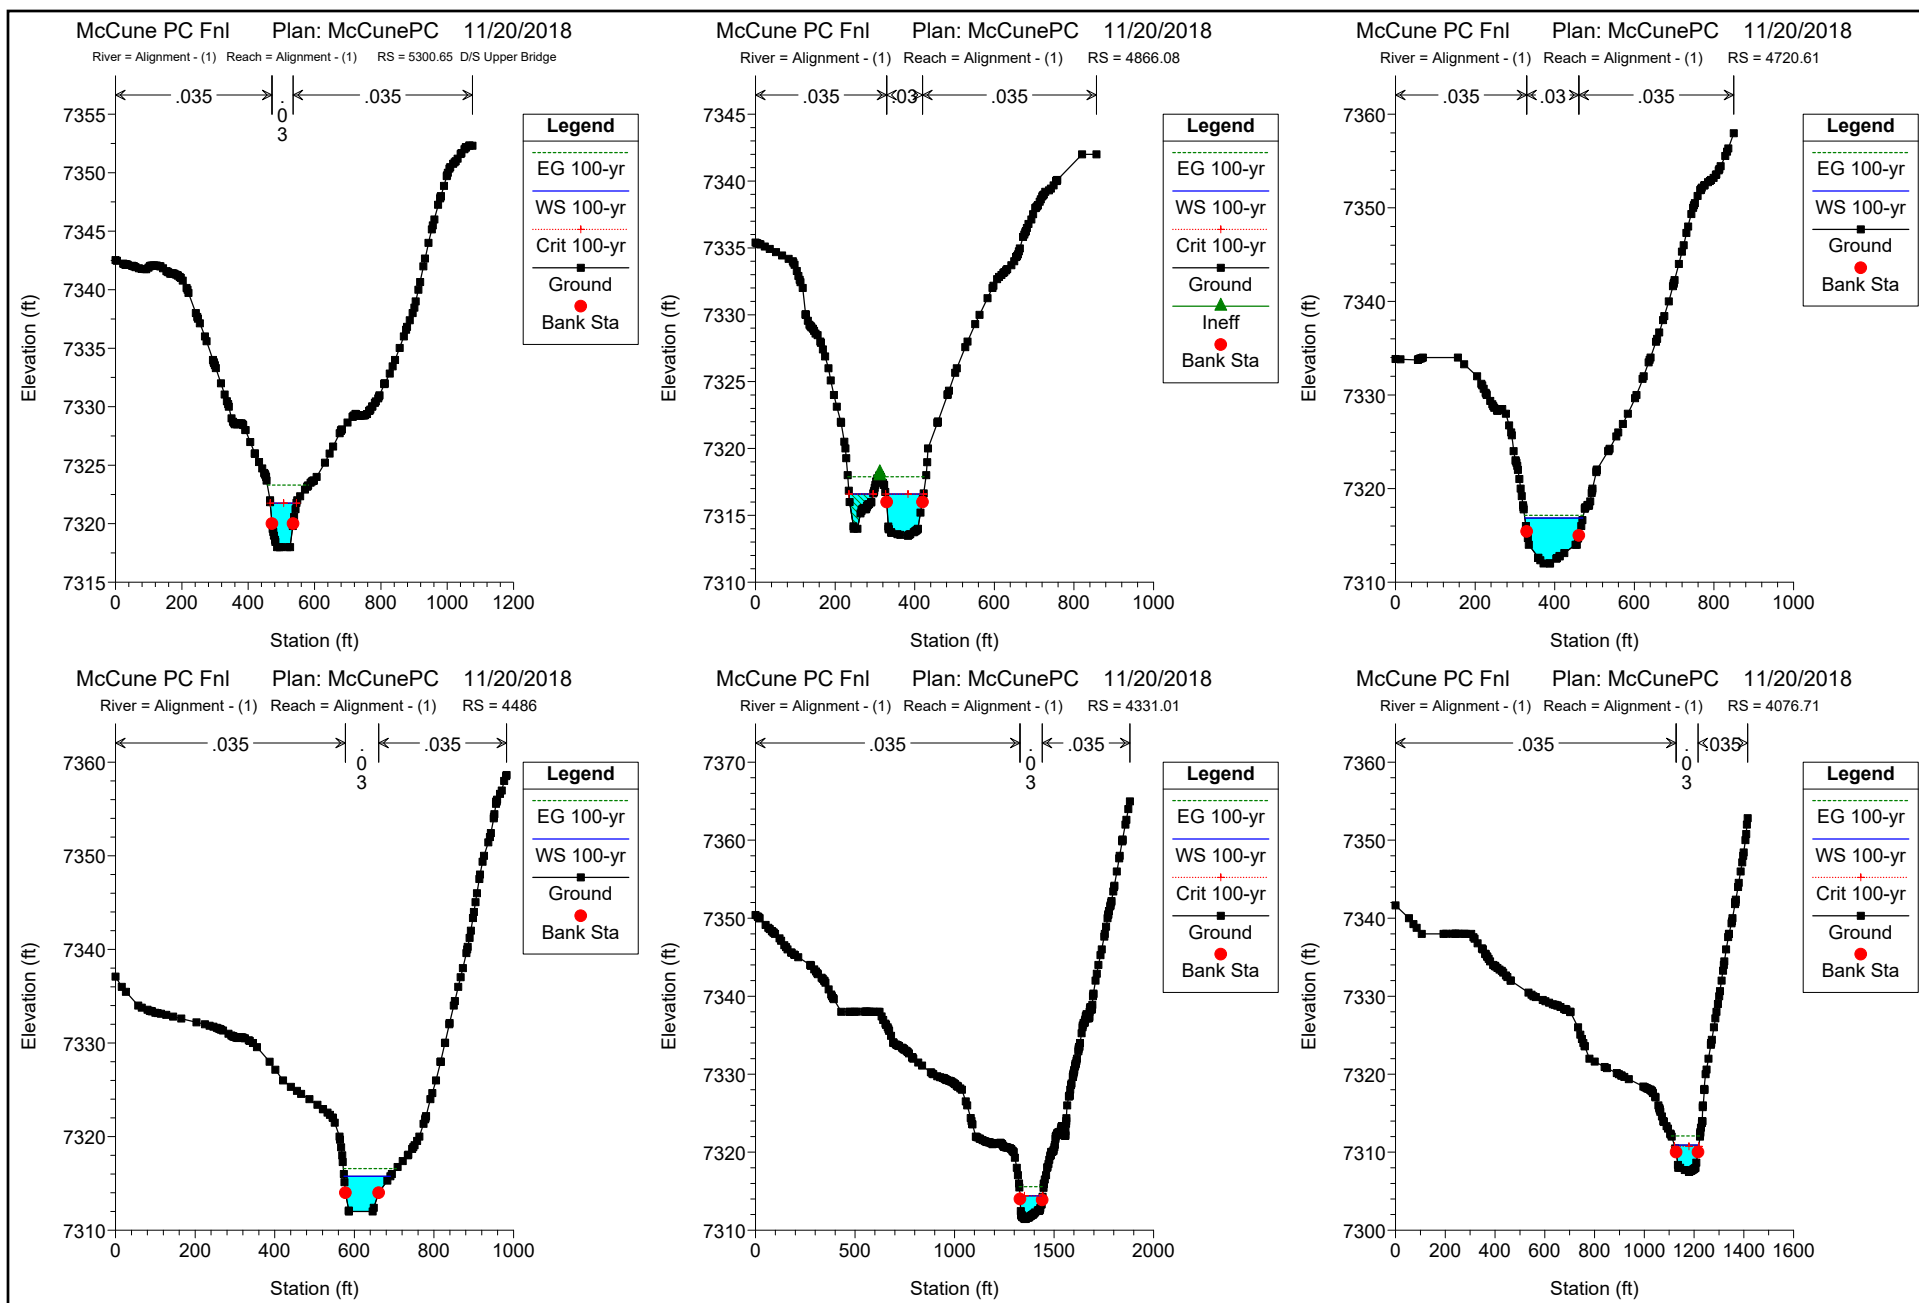 McCune PC Fnl Plan: McCunePC 11/20/2018
River = Alignment - (1) Reach = Alignment - (1) RS = 5300.65 D/S Upper Bridge
.035
.03
.035
7355
7350
7345
7340
7335
7330
7325
7320
7315
Elevation (ft)
0 200 400 600 800 1000 1200
Station (ft)
Legend
EG 100-yr
WS 100-yr
Crit 100-yr
Ground
Bank Sta
McCune PC Fnl Plan: McCunePC 11/20/2018
River = Alignment - (1) Reach = Alignment - (1) RS = 4866.08
.035
.03
.035
7345
7340
7335
7330
7325
7320
7315
7310
Elevation (ft)
0 200 400 600 800 1000
Station (ft)
Legend
EG 100-yr
WS 100-yr
Crit 100-yr
Ground
Ineff
Bank Sta
McCune PC Fnl Plan: McCunePC 11/20/2018
River = Alignment - (1) Reach = Alignment - (1) RS = 4720.61
.035
.03
.035
7360
7350
7340
7330
7320
7310
Elevation (ft)
0 200 400 600 800 1000
Station (ft)
Legend
EG 100-yr
WS 100-yr
Ground
Bank Sta
McCune PC Fnl Plan: McCunePC 11/20/2018
River = Alignment - (1) Reach = Alignment - (1) RS = 4486
.035
.03
.035
7360
7350
7340
7330
7320
7310
Elevation (ft)
0 200 400 600 800 1000
Station (ft)
Legend
EG 100-yr
WS 100-yr
Ground
Bank Sta
McCune PC Fnl Plan: McCunePC 11/20/2018
River = Alignment - (1) Reach = Alignment - (1) RS = 4331.01
.035
.03
.035
7370
7360
7350
7340
7330
7320
7310
Elevation (ft)
0 500 1000 1500 2000
Station (ft)
Legend
EG 100-yr
WS 100-yr
Crit 100-yr
Ground
Bank Sta
McCune PC Fnl Plan: McCunePC 11/20/2018
River = Alignment - (1) Reach = Alignment - (1) RS = 4076.71
.035
.03
.035
7360
7350
7340
7330
7320
7310
7300
Elevation (ft)
0 200 400 600 800 1000 1200 1400 1600
Station (ft)
Legend
EG 100-yr
WS 100-yr
Crit 100-yr
Ground
Bank Sta